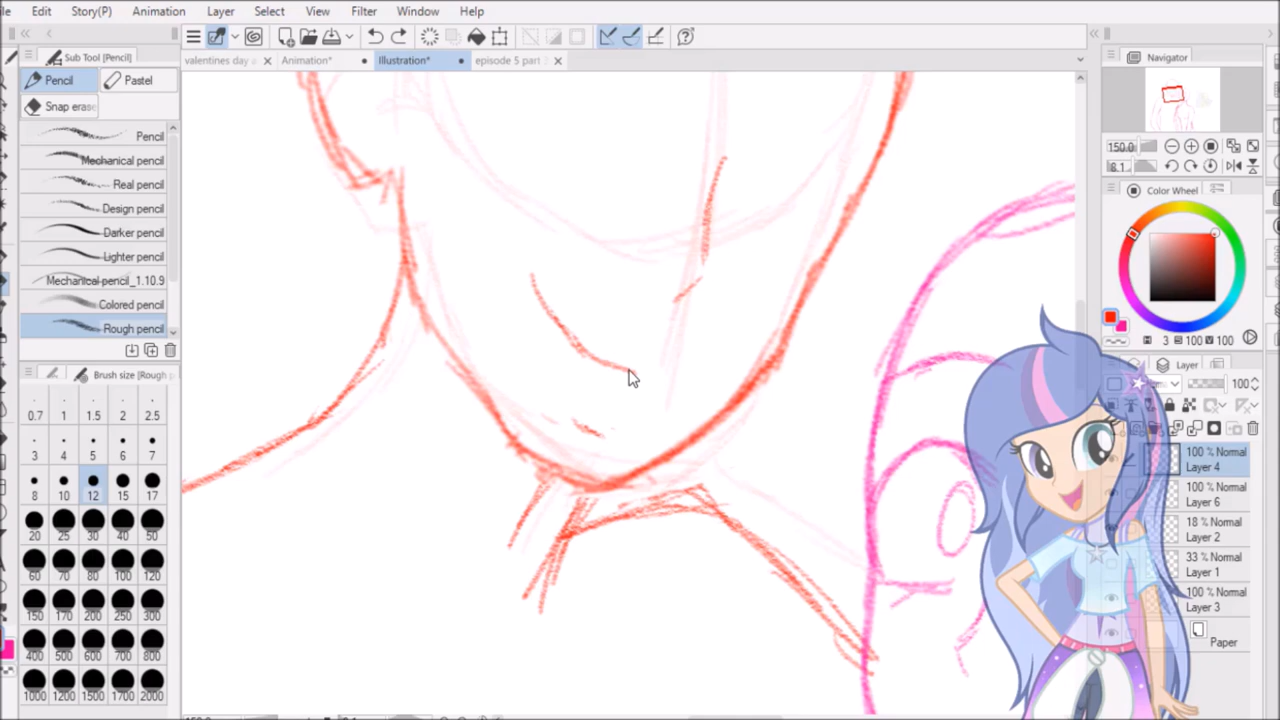 Edit Story(P) Animation Layer Select View Filter Window Help
Sub Tool [Pencil]
Pencil Pastel
Snap erase
Pencil
Mechanical pencil
Real pencil
Design pencil
Darker pencil
Lighter pencil
Mechanical pencil_1.10.9
Colored pencil
Rough pencil
Brush size [Rough p
0.7 1 1.5 2 2.5
3 4 5 6 7
8 10 12 15 17
20 25 30 40 50
60 70 80 100 120
150 170 200 250 300
400 500 600 700 800
1000 1200 1500 1700 2000
valentines day Animation* Illustration* episode 5 part
Navigator
150.0
8.1
Color Wheel
H 3 S 100 V 100
Layer
100
100 % Normal
Layer 4
100 % Normal
Layer 6
18 % Normal
Layer 2
33 % Normal
Layer 1
100 % Normal
Layer 3
Paper